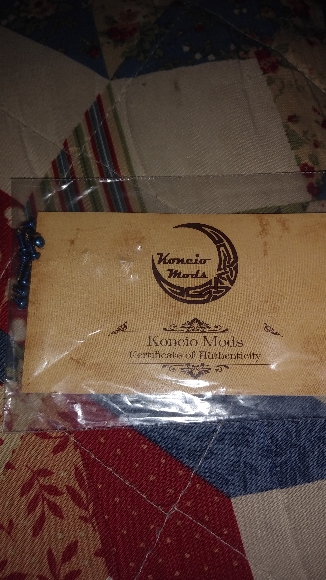 Koncio
Mods
Koncio Mods
Certificate of Authenticity